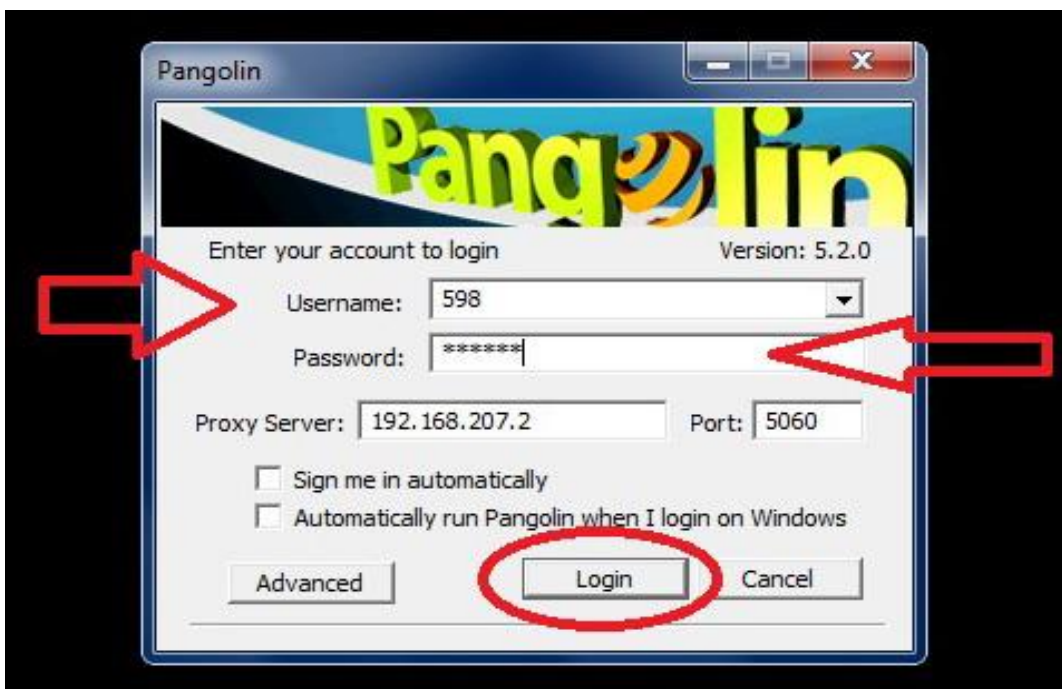 Pangolin
Pangolin
Enter your account to login Version: 5.2.0
Username: 598
Password: ******
Proxy Server: 192.168.207.2 Port: 5060
Sign me in automatically
Automatically run Pangolin when I login on Windows
Advanced Login Cancel